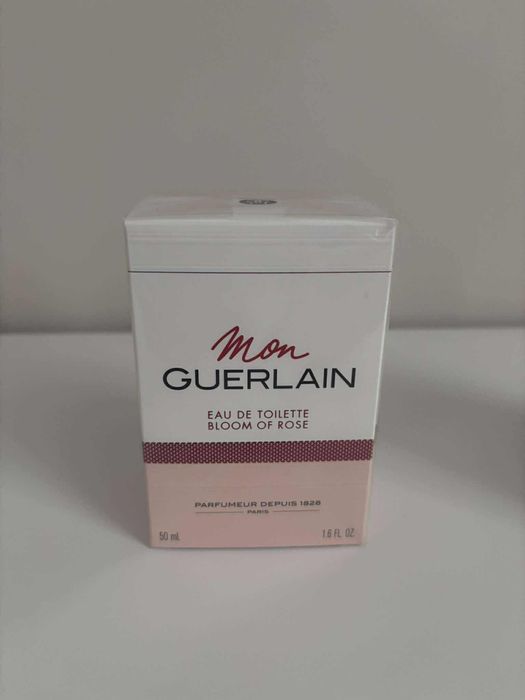 Mon
GUERLAIN
EAU DE TOILETTE
BLOOM OF ROSE
PARFUMEUR DEPUIS 1828
PARIS
50 mL 1.6 FL. OZ.